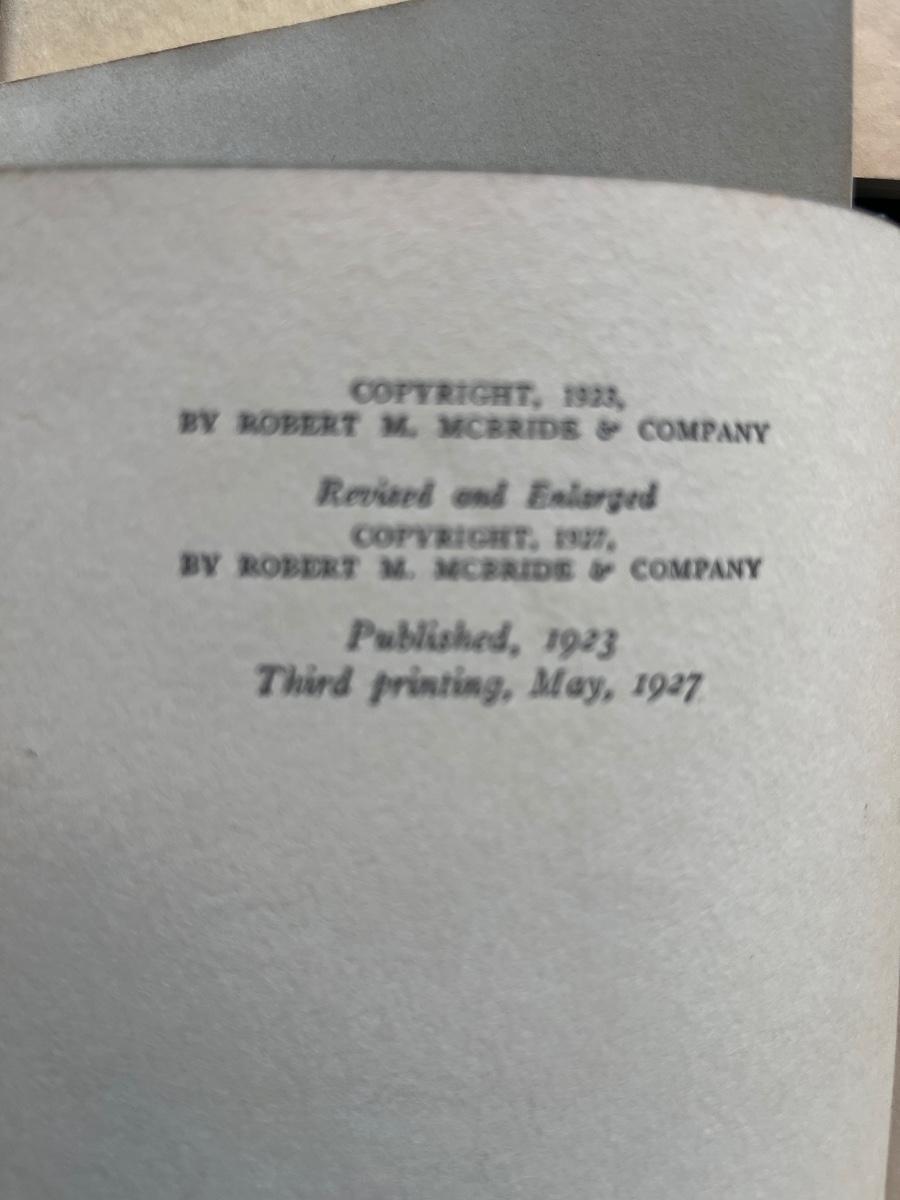 COPYRIGHT, 1923,
BY ROBERT M. MCBRIDE & COMPANY
Revised and Enlarged
COPYRIGHT, 1927,
BY ROBERT M. MCBRIDE & COMPANY
Published, 1923
Third printing, May, 1927